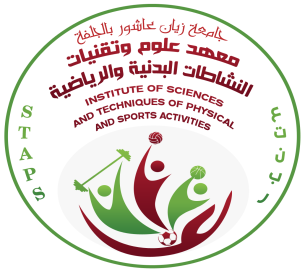 جامعة زيان عاشور بالجلفة
معهد علوم وتقنيات
النشاطات البدنية والرياضية
INSTITUTE OF SCIENCES
AND TECHNIQUES OF PHYSICAL
AND SPORTS ACTIVITIES
STAPS